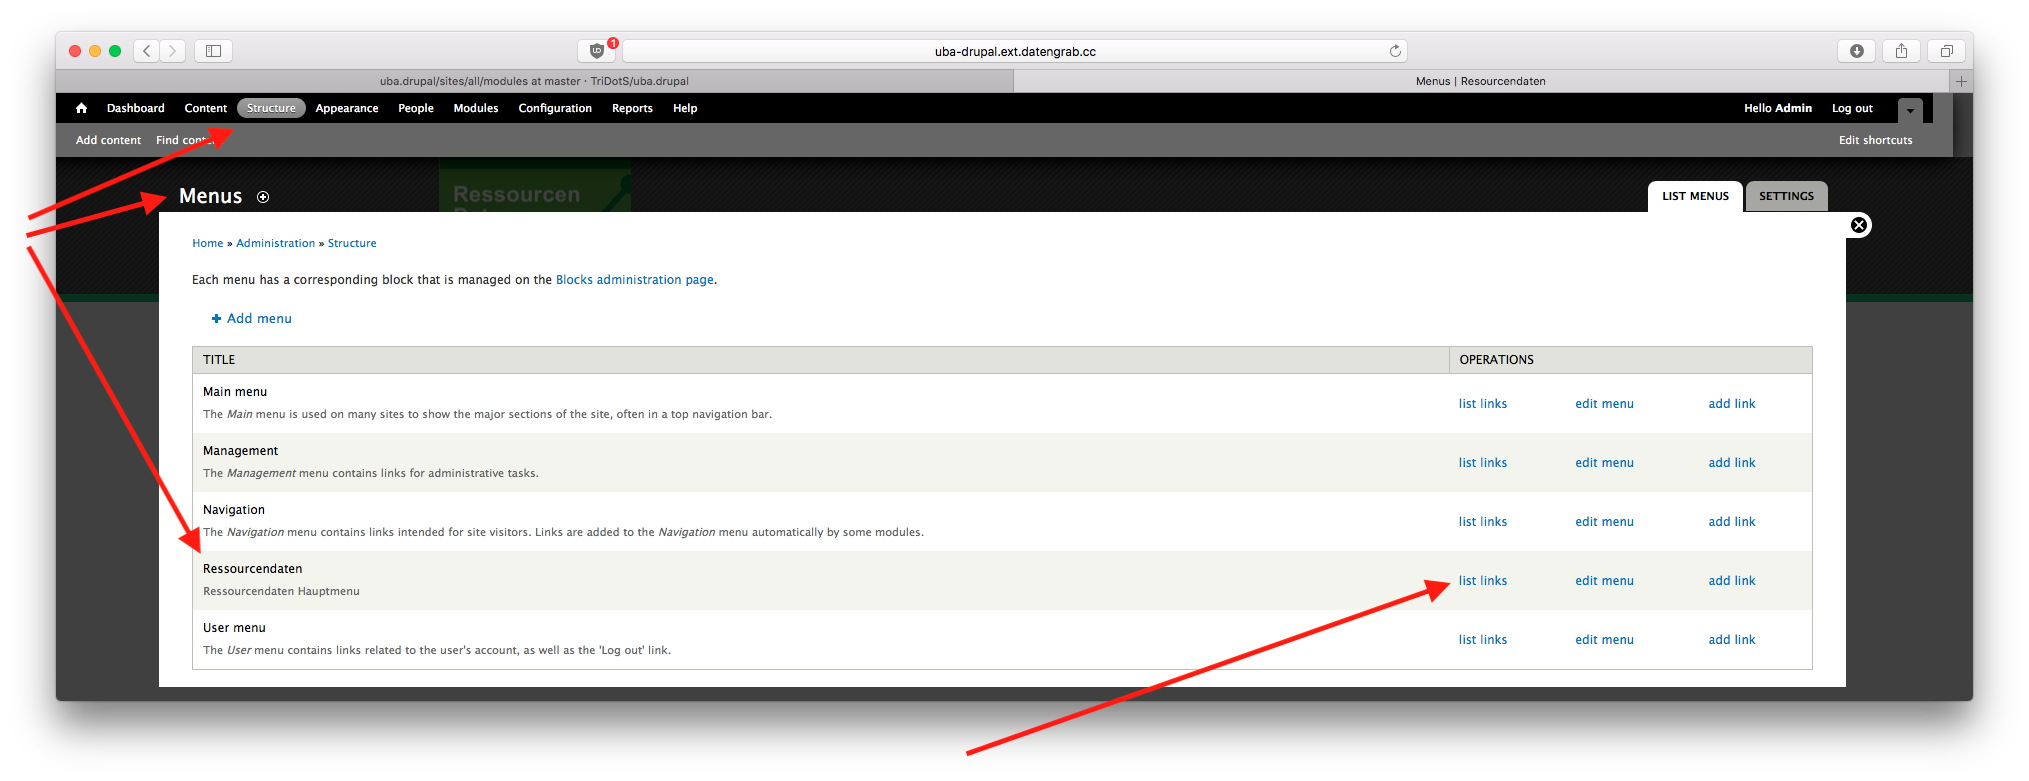 1
uba-drupal.ext.datengrab.cc
uba.drupal/sites/all/modules at master · TriDotS/uba.drupal
Menus | Resourcendaten
Dashboard Content Structure Appearance People Modules Configuration Reports Help
Hello Admin Log out
Add content Find content
Edit shortcuts
Ressourcen
Menus
LIST MENUS SETTINGS
Home » Administration » Structure
Each menu has a corresponding block that is managed on the Blocks administration page.
Add menu
TITLE OPERATIONS
Main menu
The Main menu is used on many sites to show the major sections of the site, often in a top navigation bar.
list links edit menu add link
Management
The Management menu contains links for administrative tasks.
list links edit menu add link
Navigation
The Navigation menu contains links intended for site visitors. Links are added to the Navigation menu automatically by some modules.
list links edit menu add link
Ressourcendaten
Ressourcendaten Hauptmenu
list links edit menu add link
User menu
The User menu contains links related to the user's account, as well as the 'Log out' link.
list links edit menu add link